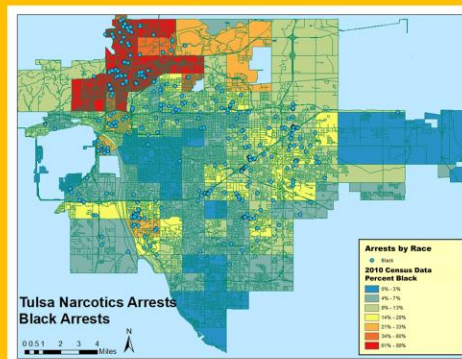 Tulsa Narcotics Arrests
Black Arrests
0 0.5 1 2 3 4
Miles
N
Arrests by Race
Black
2010 Census Data
Percent Black
0% - 3%
4% - 7%
8% - 13%
14% - 20%
21% - 33%
34% - 60%
61% - 88%